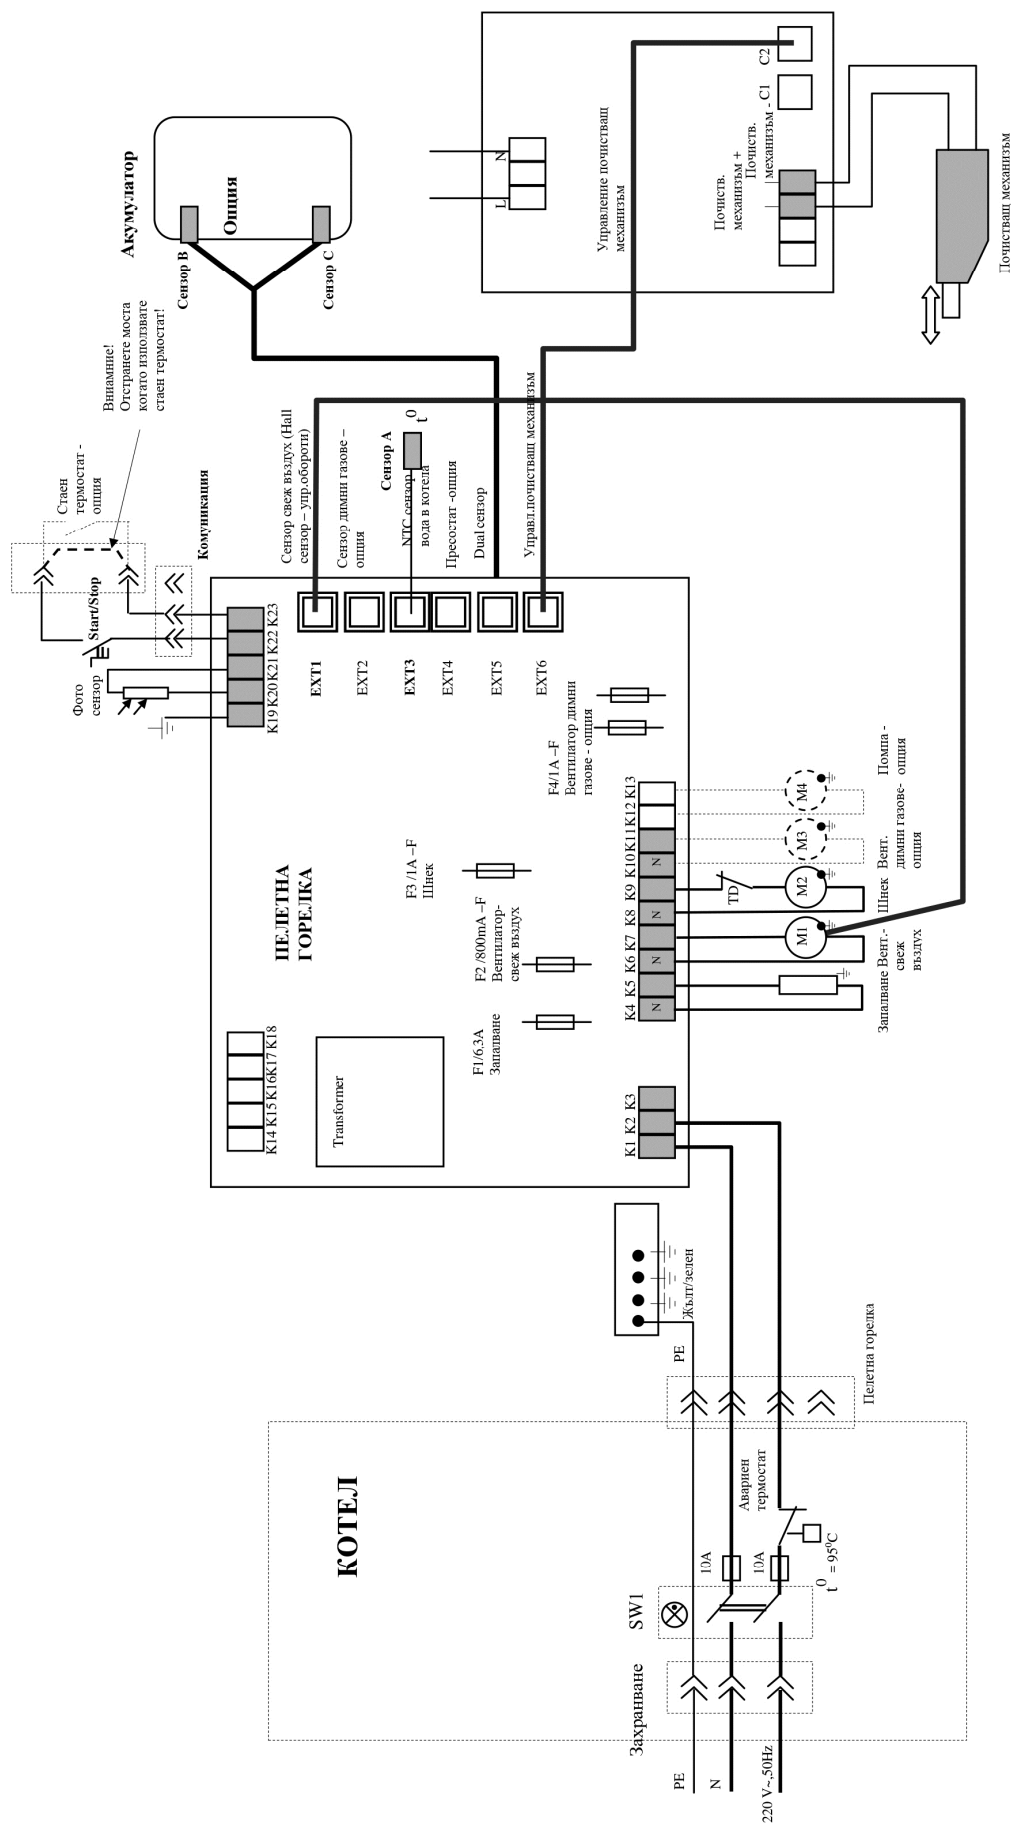 КОТЕЛ
Захранване
PE
N
220 V~,50Hz
SW1
10A
10A
t⁰ = 95⁰C
Авариен
термостат
Пелетна горелка
PE
Жълт/зелен
ПЕЛЕТНА
ГОРЕЛКА
Transformer
K14 K15 K16K17 K18
K19 K20 K21 K22 K23
K1 K2 K3
K4 K5 K6 K7 K8 K9 K10 K11 K12 K13
N
N
N
N
F1/6,3A
Запалване
F2 /800mA –F
Вентилатор-
свеж въздух
F3 /1A –F
Шнек
F4/1A –F
Вентилатор димни
газове - опция
M1
M2
M3
M4
TD
Запалване
Вент.-
свеж
въздух
Шнек
Вент.
димни газове-
опция
Помпа -
опция
EXT1
EXT2
EXT3
EXT4
EXT5
EXT6
Сензор свеж въздух (Hall
сензор – упр.обороти)
Сензор димни газове –
опция
Сензор А
t⁰
NTC сензор
вода в котела
Пресостат -опция
Dual сензор
Управл.почистващ механизъм
Фото
сензор
Start/Stop
Комуникация
Стаен
термостат -
опция
Вниамние!
Отстранете моста
когато използвате
стаен термостат!
Акумулатор
Опция
Сензор В
Сензор С
L
N
Управление почистващ
механизъм
C1
C2
Почиств.
механизъм +
Почиств.
механизъм -
Почистващ механизъм